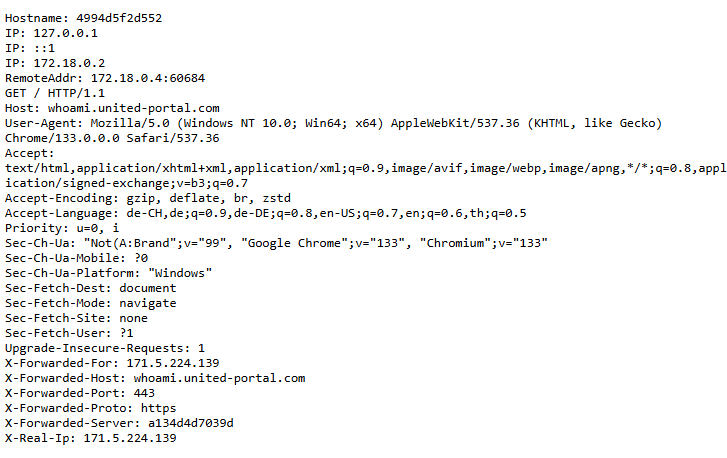 Hostname: 4994d5f2d552
IP: 127.0.0.1
IP: ::1
IP: 172.18.0.2
RemoteAddr: 172.18.0.4:60684
GET / HTTP/1.1
Host: whoami.united-portal.com
User-Agent: Mozilla/5.0 (Windows NT 10.0; Win64; x64) AppleWebKit/537.36 (KHTML, like Gecko)
Chrome/133.0.0.0 Safari/537.36
Accept:
text/html,application/xhtml+xml,application/xml;q=0.9,image/avif,image/webp,image/apng,*/*;q=0.8,appl
ication/signed-exchange;v=b3;q=0.7
Accept-Encoding: gzip, deflate, br, zstd
Accept-Language: de-CH,de;q=0.9,de-DE;q=0.8,en-US;q=0.7,en;q=0.6,th;q=0.5
Priority: u=0, i
Sec-Ch-Ua: "Not(A:Brand";v="99", "Google Chrome";v="133", "Chromium";v="133"
Sec-Ch-Ua-Mobile: ?0
Sec-Ch-Ua-Platform: "Windows"
Sec-Fetch-Dest: document
Sec-Fetch-Mode: navigate
Sec-Fetch-Site: none
Sec-Fetch-User: ?1
Upgrade-Insecure-Requests: 1
X-Forwarded-For: 171.5.224.139
X-Forwarded-Host: whoami.united-portal.com
X-Forwarded-Port: 443
X-Forwarded-Proto: https
X-Forwarded-Server: a134d4d7039d
X-Real-Ip: 171.5.224.139